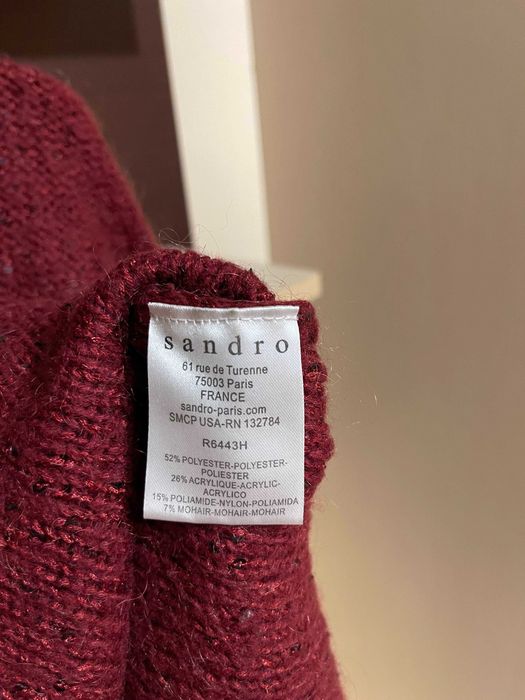 sandro
61 rue de Turenne
75003 Paris
FRANCE
sandro-paris.com
SMCP USA-RN 132784
R6443H
52% POLYESTER-POLYESTER-
POLIESTER
26% ACRYLIQUE-ACRYLIC-
ACRYLICO
15% POLIAMIDE-NYLON-POLIAMIDA
7% MOHAIR-MOHAIR-MOHAIR